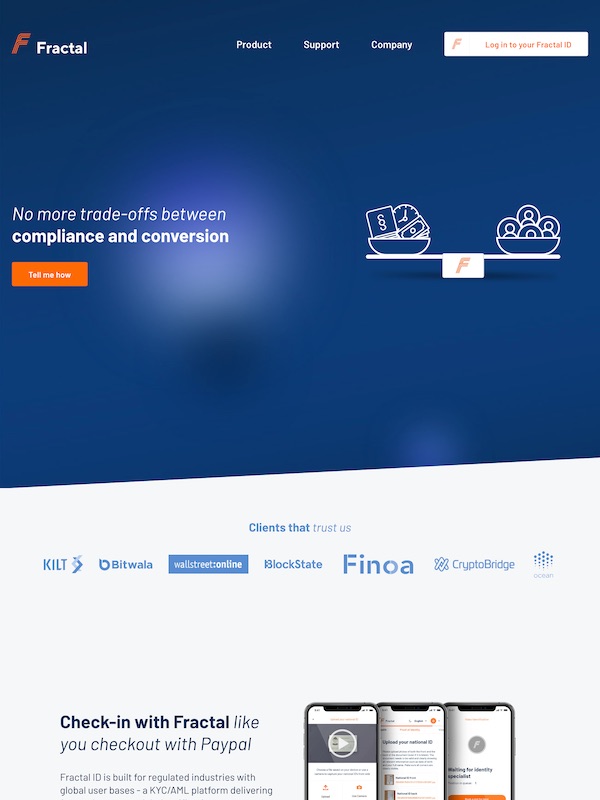 Fractal
Product
Support
Company
Log in to your Fractal ID
No more trade-offs between
compliance and conversion
Tell me how
Clients that trust us
KILT
Bitwala
wallstreet:online
BlockState
Finoa
CryptoBridge
ocean
Check-in with Fractal like
you checkout with Paypal
Fractal ID is built for regulated industries with
global user bases – a KYC/AML platform delivering
Upload your national ID
Waiting for identity
specialist